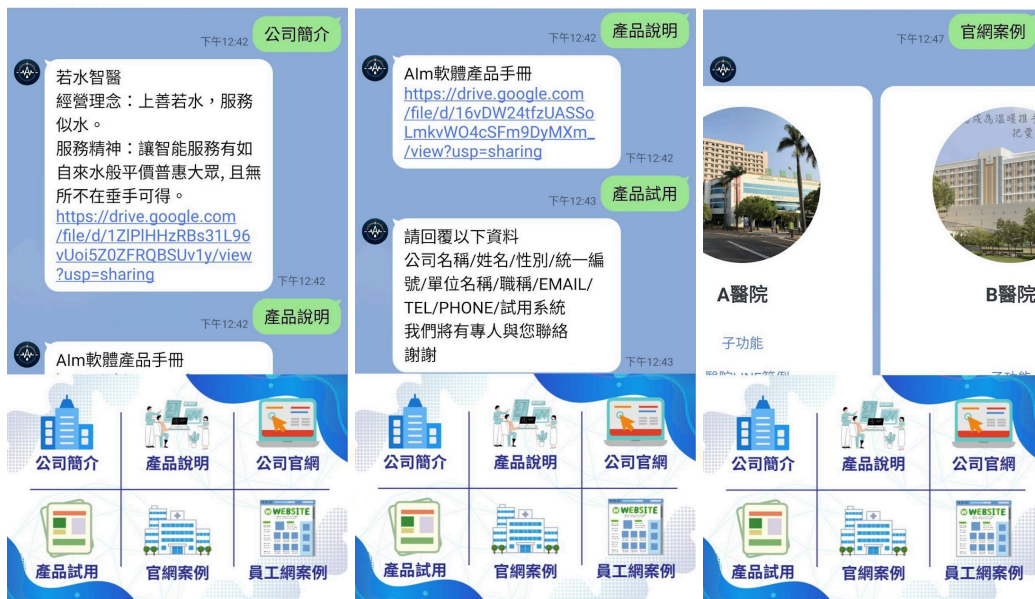 公司簡介
下午12:42
若水智醫
經營理念：上善若水，服務
似水。
服務精神：讓智能服務有如
自來水般平價普惠大眾, 且無
所不在垂手可得。
https://drive.google.com
/file/d/1ZlPlHHzRBs31L96
vUoi5Z0ZFRQBSUv1y/view
?usp=sharing
下午12:42
產品說明
下午12:42
AIm軟體產品手冊
公司簡介
產品說明
公司官網
產品試用
官網案例
WEBSITE
員工網案例
產品說明
下午12:42
AIm軟體產品手冊
https://drive.google.com
/file/d/16vDW24tfzUASSo
LmkvWO4cSFm9DyMXm_
/view?usp=sharing
下午12:42
產品試用
下午12:43
請回覆以下資料
公司名稱/姓名/性別/統一編
號/單位名稱/職稱/EMAIL/
TEL/PHONE/試用系統
我們將有專人與您聯絡
謝謝
下午12:43
公司簡介
產品說明
公司官網
產品試用
官網案例
WEBSITE
員工網案例
官網案例
下午12:47
A醫院
子功能
B醫院
子功能
公司簡介
產品說明
公司官網
產品試用
官網案例
WEBSITE
員工網案例